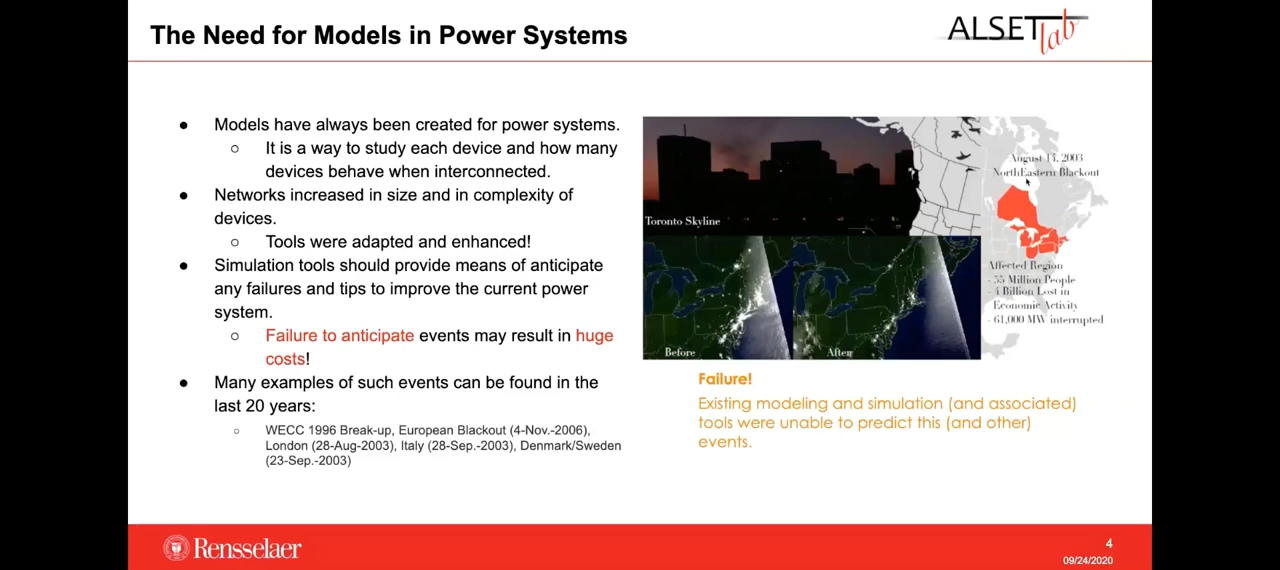 The Need for Models in Power Systems
ALSET lab
● Models have always been created for power systems.
○ It is a way to study each device and how many
devices behave when interconnected.
● Networks increased in size and in complexity of
devices.
○ Tools were adapted and enhanced!
● Simulation tools should provide means of anticipate
any failures and tips to improve the current power
system.
○ Failure to anticipate events may result in huge
costs!
● Many examples of such events can be found in the
last 20 years:
○ WECC 1996 Break-up, European Blackout (4-Nov.-2006),
London (28-Aug-2003), Italy (28-Sep.-2003), Denmark/Sweden
(23-Sep.-2003)
Toronto Skyline
Before
After
August 14, 2003
NorthEastern Blackout
Affected Region
- 55 Million People
- 4 Billion Lost in
Economic Activity
- 61,000 MW interrupted
Failure!
Existing modeling and simulation (and associated)
tools were unable to predict this (and other)
events.
Rensselaer
4
09/24/2020